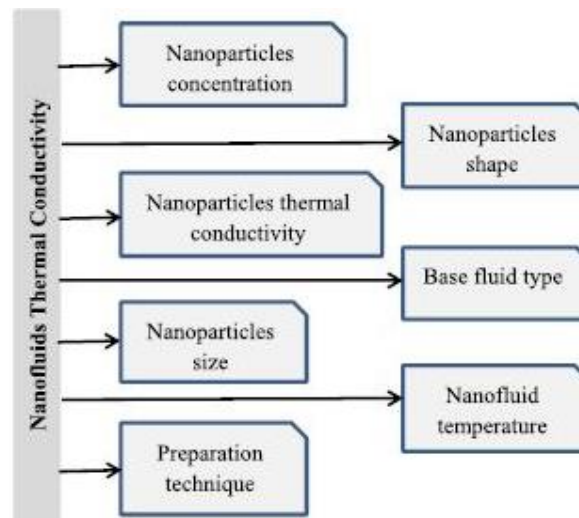 Nanofluids Thermal Conductivity
Nanoparticles
concentration
Nanoparticles
shape
Nanoparticles thermal
conductivity
Base fluid type
Nanoparticles
size
Nanofluid
temperature
Preparation
technique